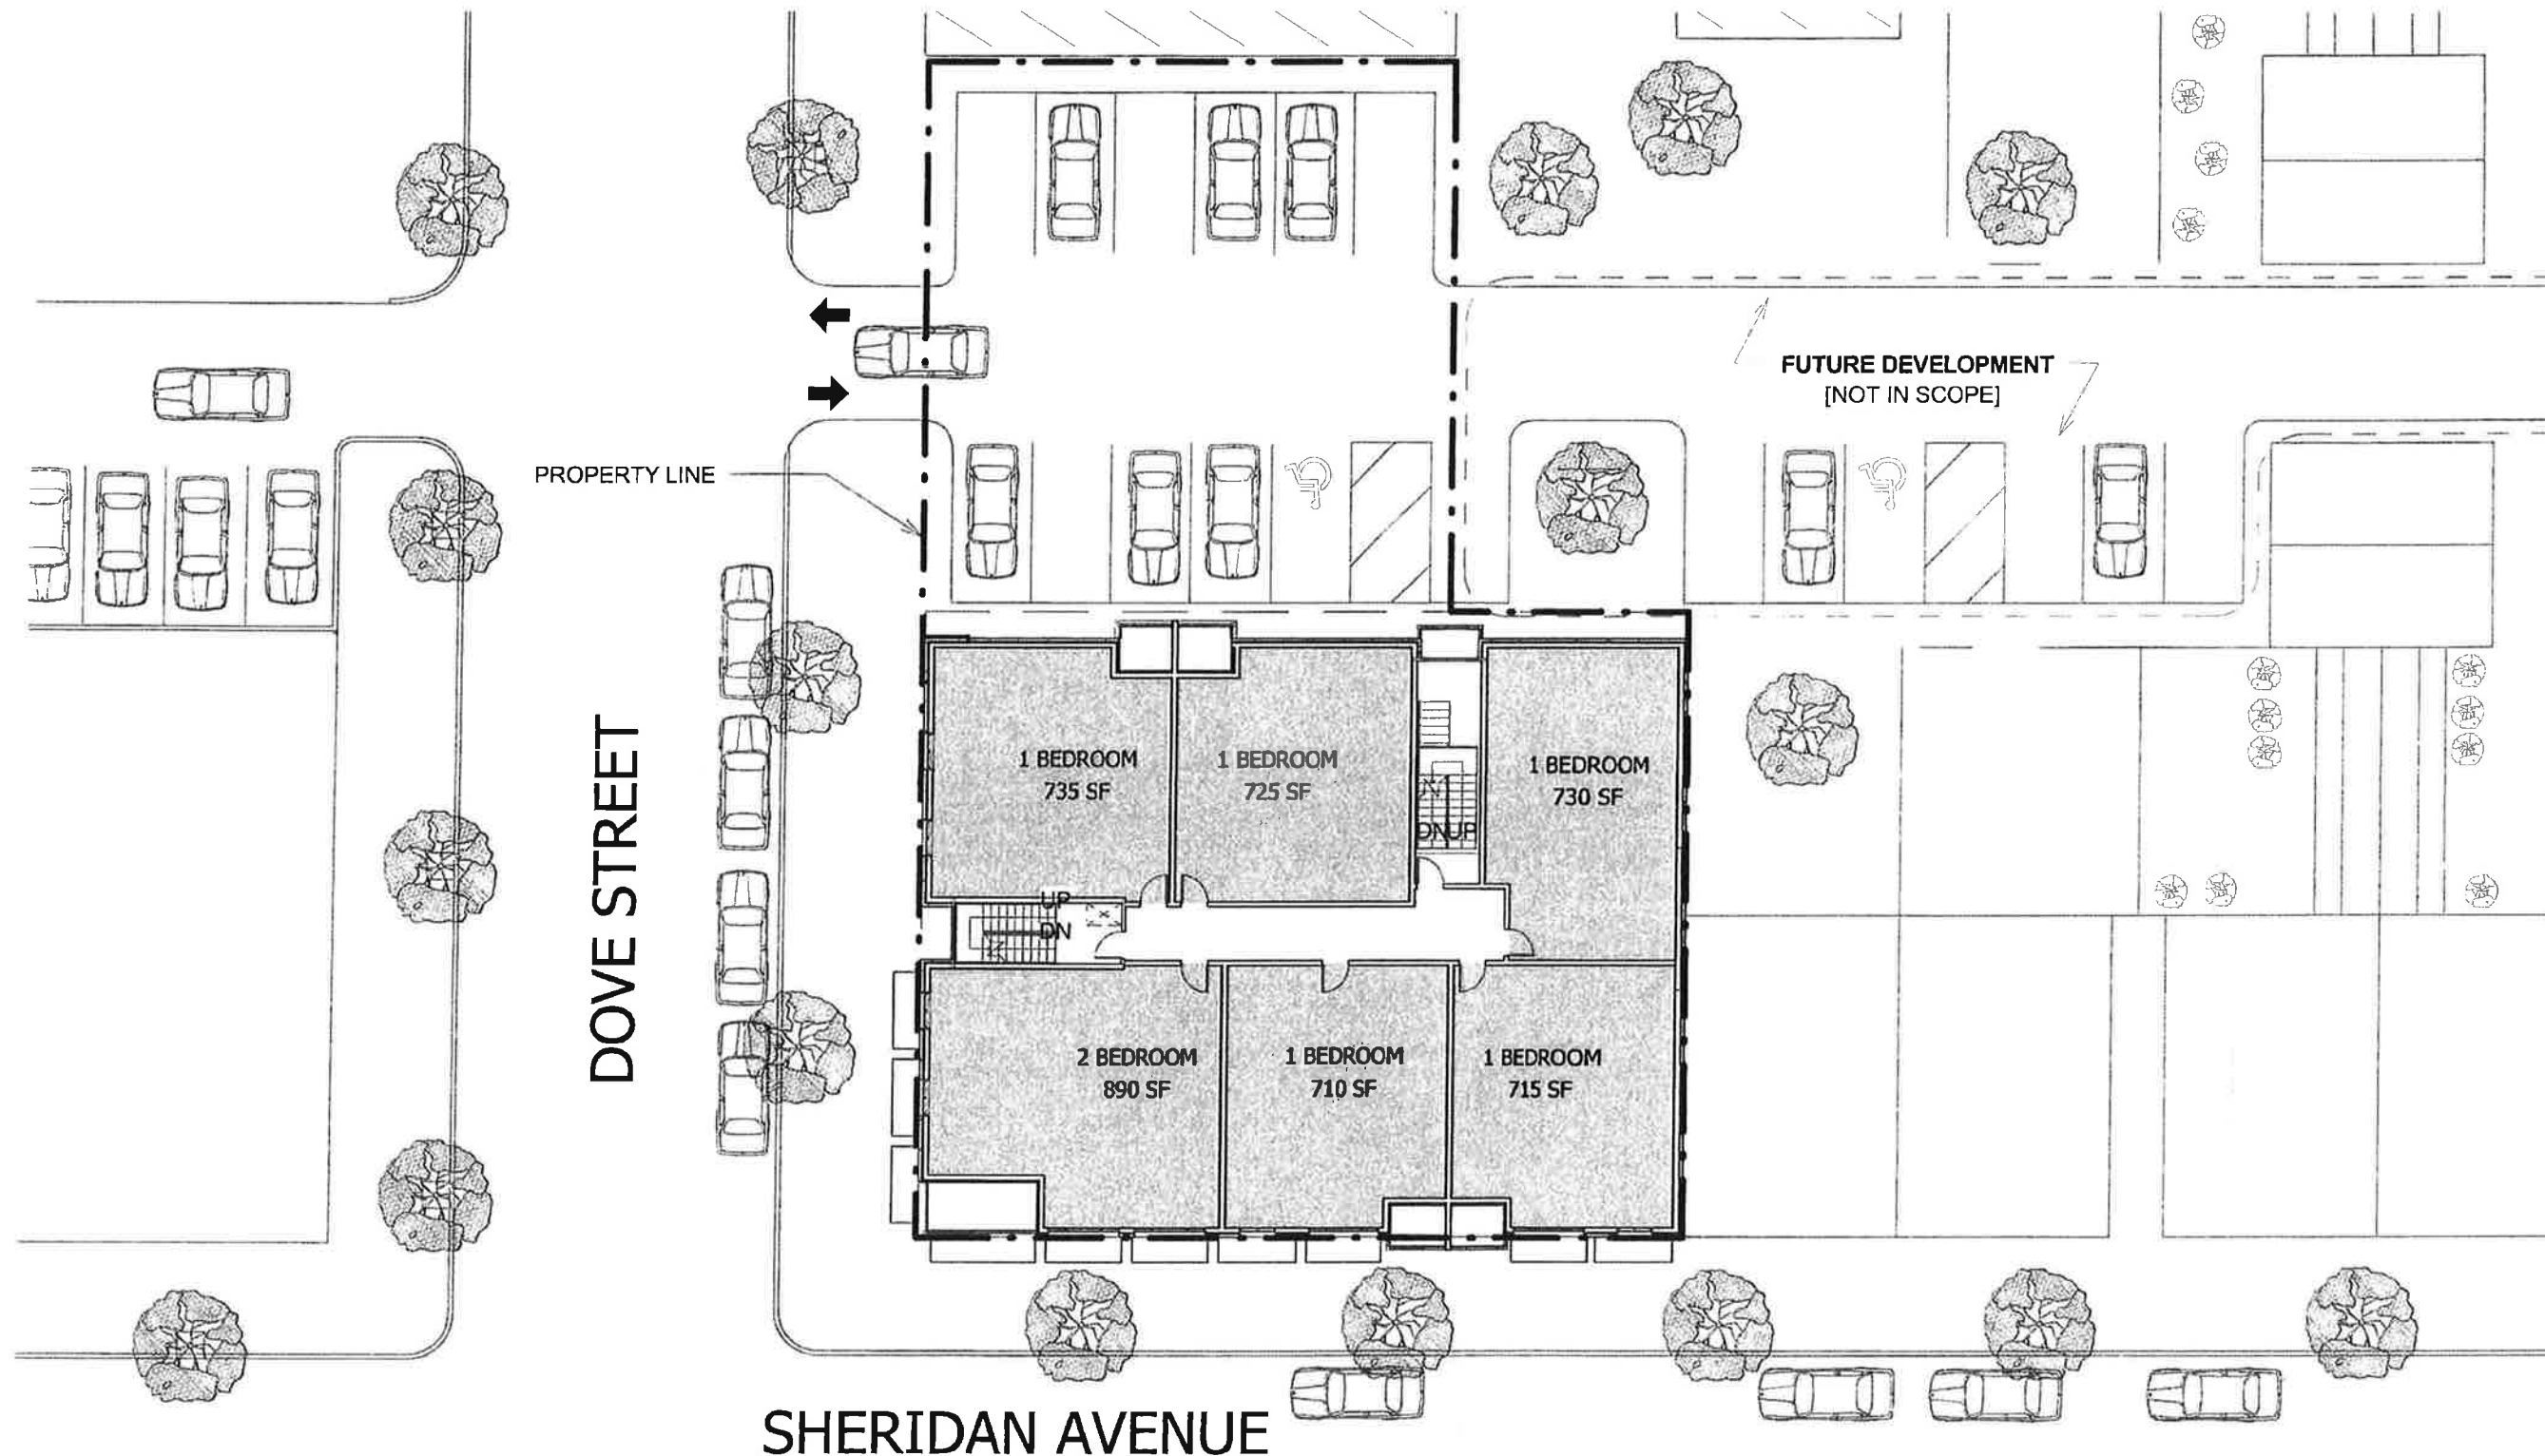 FUTURE DEVELOPMENT
[NOT IN SCOPE]
PROPERTY LINE
DOVE STREET
1 BEDROOM
735 SF
1 BEDROOM
725 SF
1 BEDROOM
730 SF
DN UP
UP
DN
2 BEDROOM
890 SF
1 BEDROOM
710 SF
1 BEDROOM
715 SF
SHERIDAN AVENUE